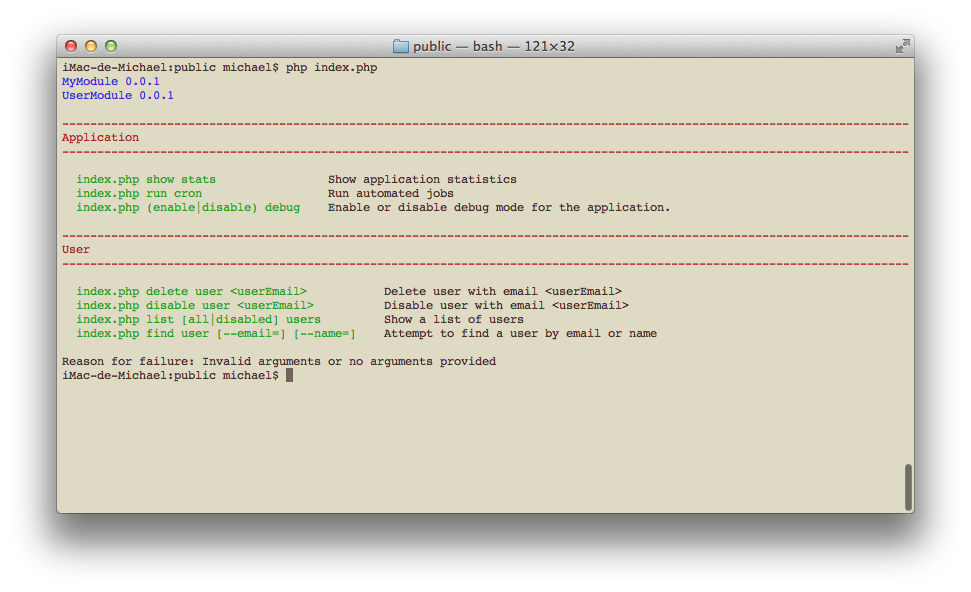 public — bash — 121×32
iMac-de-Michael:public michael$ php index.php
MyModule 0.0.1
UserModule 0.0.1
-------------------------------------------------------------------------------------------------------------------------
Application
-------------------------------------------------------------------------------------------------------------------------
index.php show stats                Show application statistics
index.php run cron                  Run automated jobs
index.php (enable|disable) debug    Enable or disable debug mode for the application.
-------------------------------------------------------------------------------------------------------------------------
User
-------------------------------------------------------------------------------------------------------------------------
index.php delete user <userEmail>           Delete user with email <userEmail>
index.php disable user <userEmail>          Disable user with email <userEmail>
index.php list [all|disabled] users         Show a list of users
index.php find user [--email=] [--name=]    Attempt to find a user by email or name
Reason for failure: Invalid arguments or no arguments provided
iMac-de-Michael:public michael$